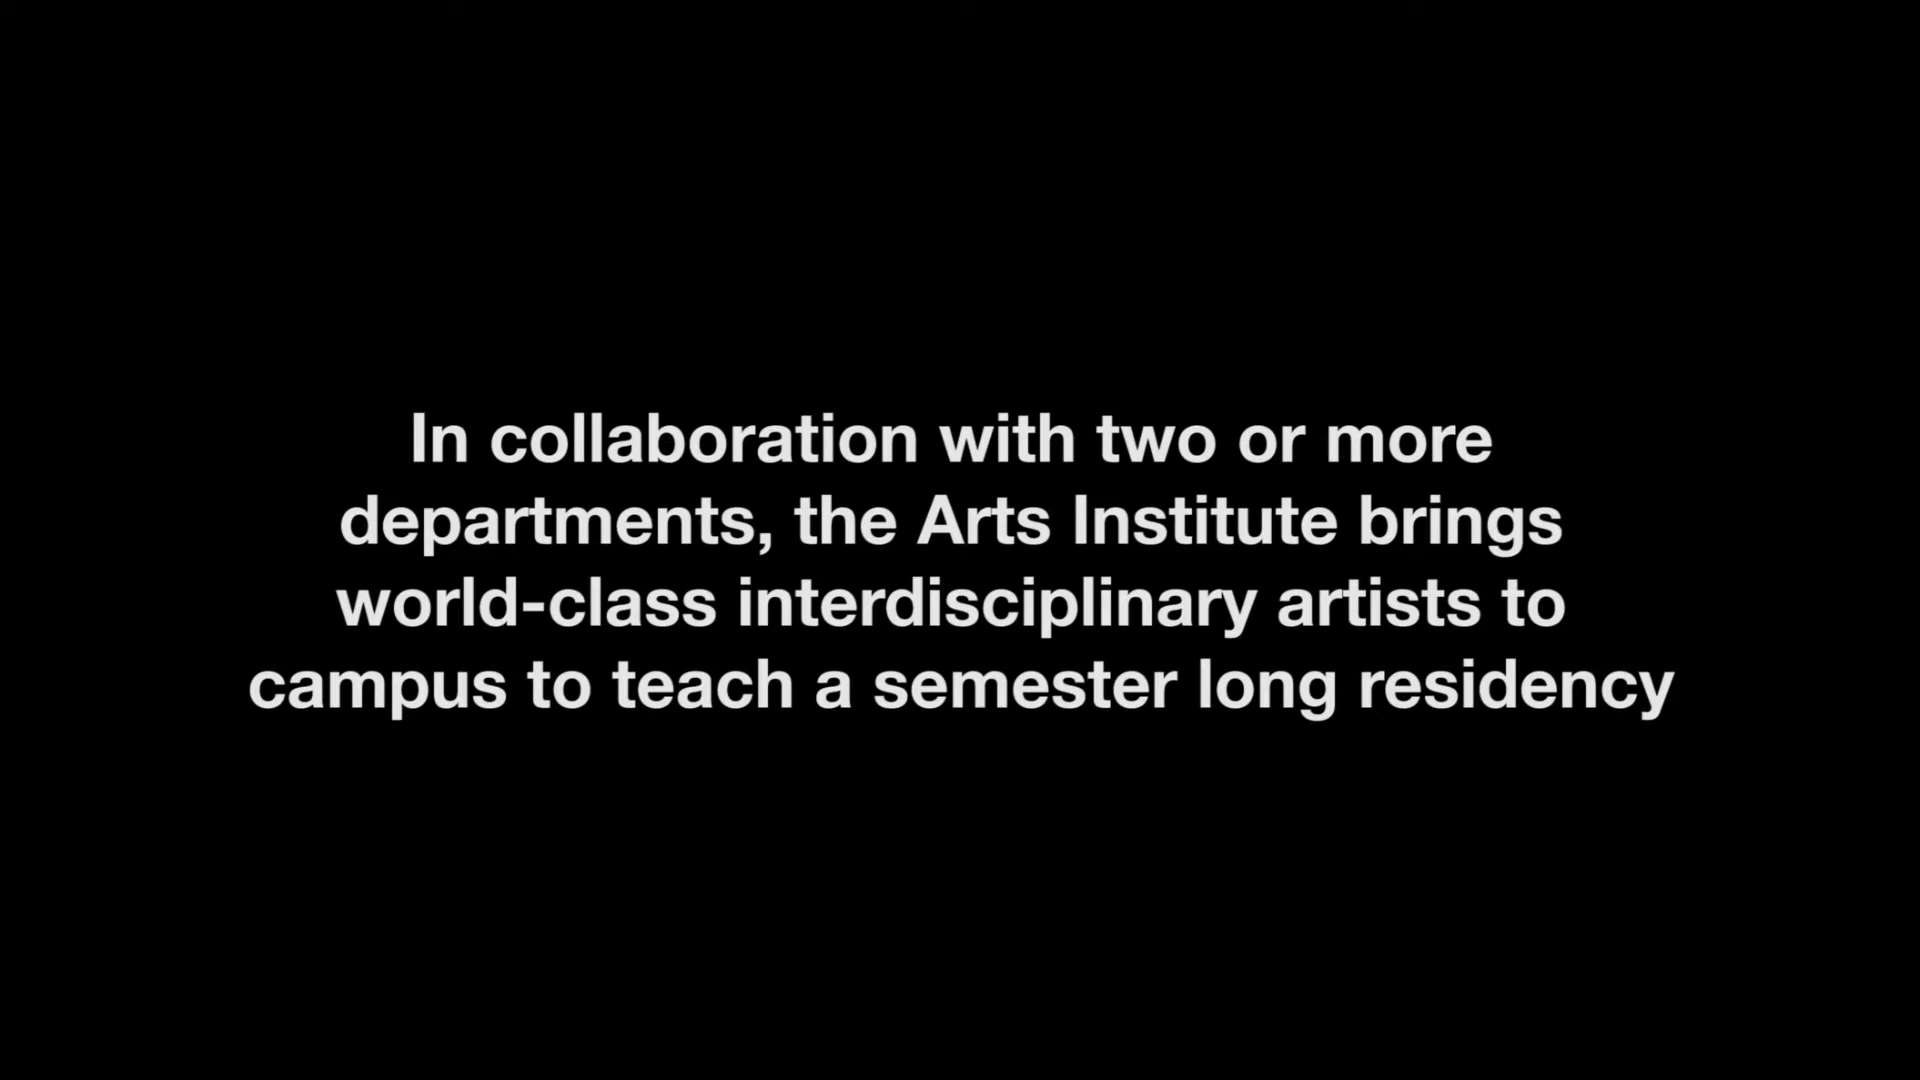 In collaboration with two or more
departments, the Arts Institute brings
world-class interdisciplinary artists to
campus to teach a semester long residency